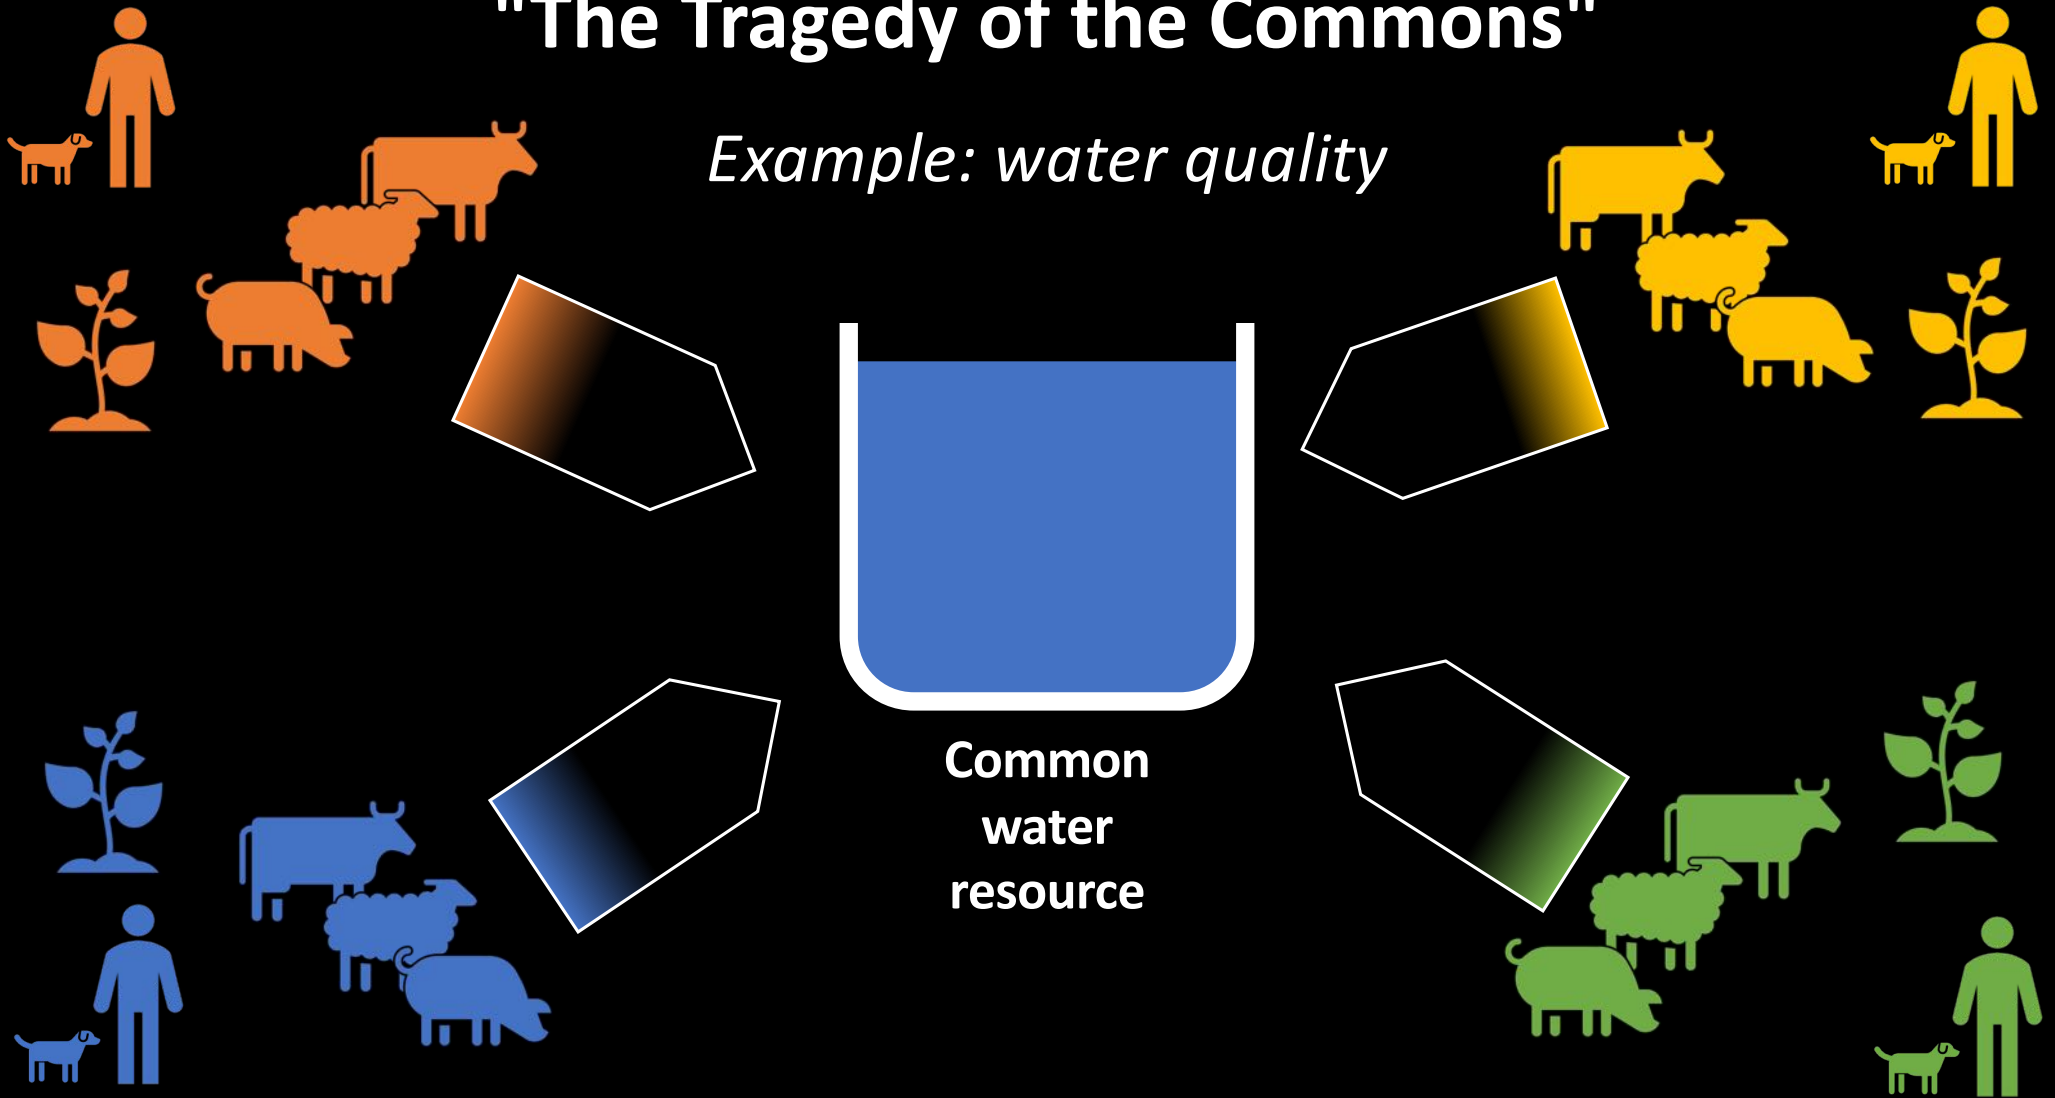 "The Tragedy of the Commons"
Example: water quality
Common
water
resource